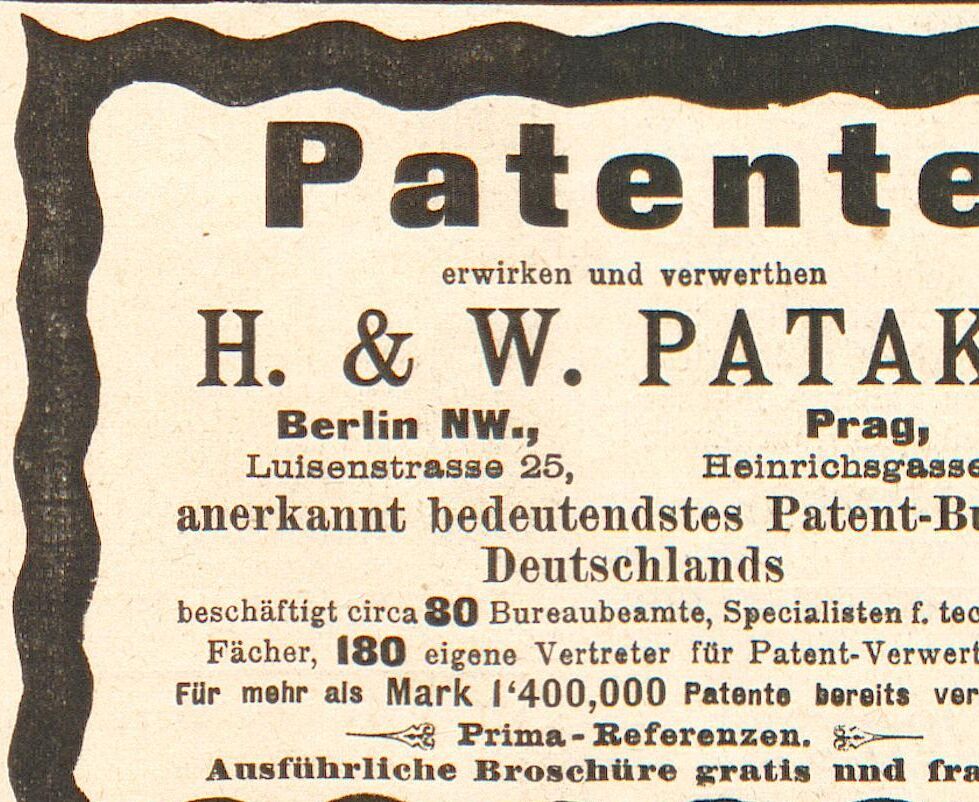 Patente
erwirken und verwerthen
H. & W. PATAK
Berlin NW., Prag,
Luisenstrasse 25, Heinrichsgasse
anerkannt bedeutendstes Patent-Bu
Deutschlands
beschäftigt circa 80 Bureaubeamte, Specialisten f. tec
Fächer, 180 eigene Vertreter für Patent-Verwert
Für mehr als Mark 1‘400,000 Patente bereits ver
Prima-Referenzen.
Ausführliche Broschüre gratis nnd fra